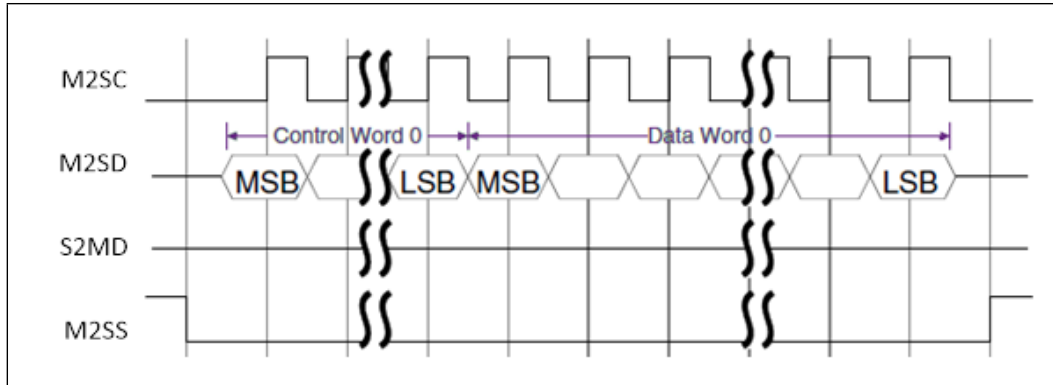 M2SC
Control Word 0 Data Word 0
M2SD MSB LSB MSB LSB
S2MD
M2SS